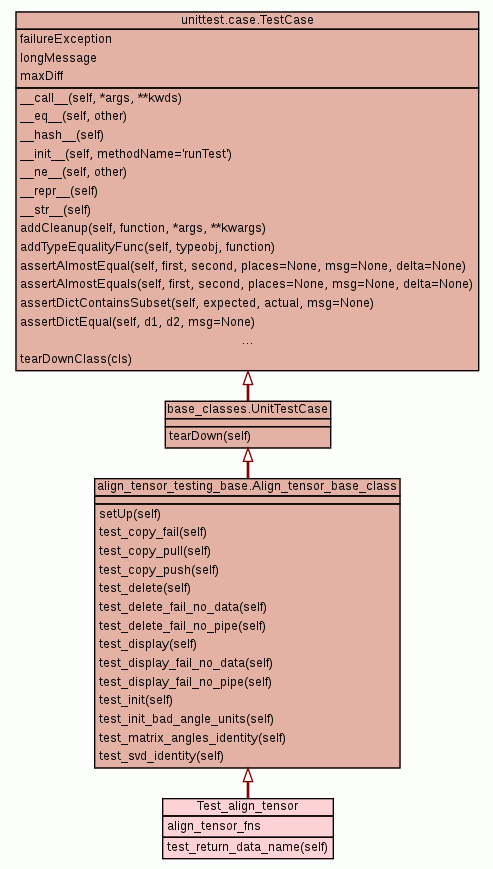 unittest.case.TestCase
failureException
longMessage
maxDiff
__call__(self, *args, **kwds)
__eq__(self, other)
__hash__(self)
__init__(self, methodName='runTest')
__ne__(self, other)
__repr__(self)
__str__(self)
addCleanup(self, function, *args, **kwargs)
addTypeEqualityFunc(self, typeobj, function)
assertAlmostEqual(self, first, second, places=None, msg=None, delta=None)
assertAlmostEquals(self, first, second, places=None, msg=None, delta=None)
assertDictContainsSubset(self, expected, actual, msg=None)
assertDictEqual(self, d1, d2, msg=None)
...
tearDownClass(cls)
base_classes.UnitTestCase
tearDown(self)
align_tensor_testing_base.Align_tensor_base_class
setUp(self)
test_copy_fail(self)
test_copy_pull(self)
test_copy_push(self)
test_delete(self)
test_delete_fail_no_data(self)
test_delete_fail_no_pipe(self)
test_display(self)
test_display_fail_no_data(self)
test_display_fail_no_pipe(self)
test_init(self)
test_init_bad_angle_units(self)
test_matrix_angles_identity(self)
test_svd_identity(self)
Test_align_tensor
align_tensor_fns
test_return_data_name(self)